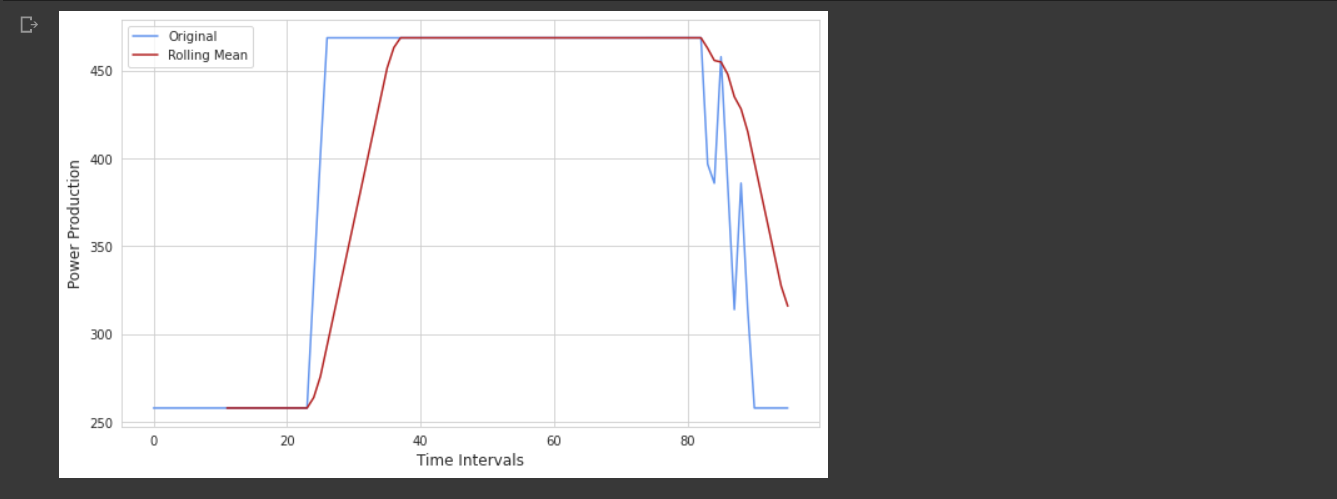 Original
Rolling Mean
450
400
350
300
250
Power Production
0 20 40 60 80
Time Intervals